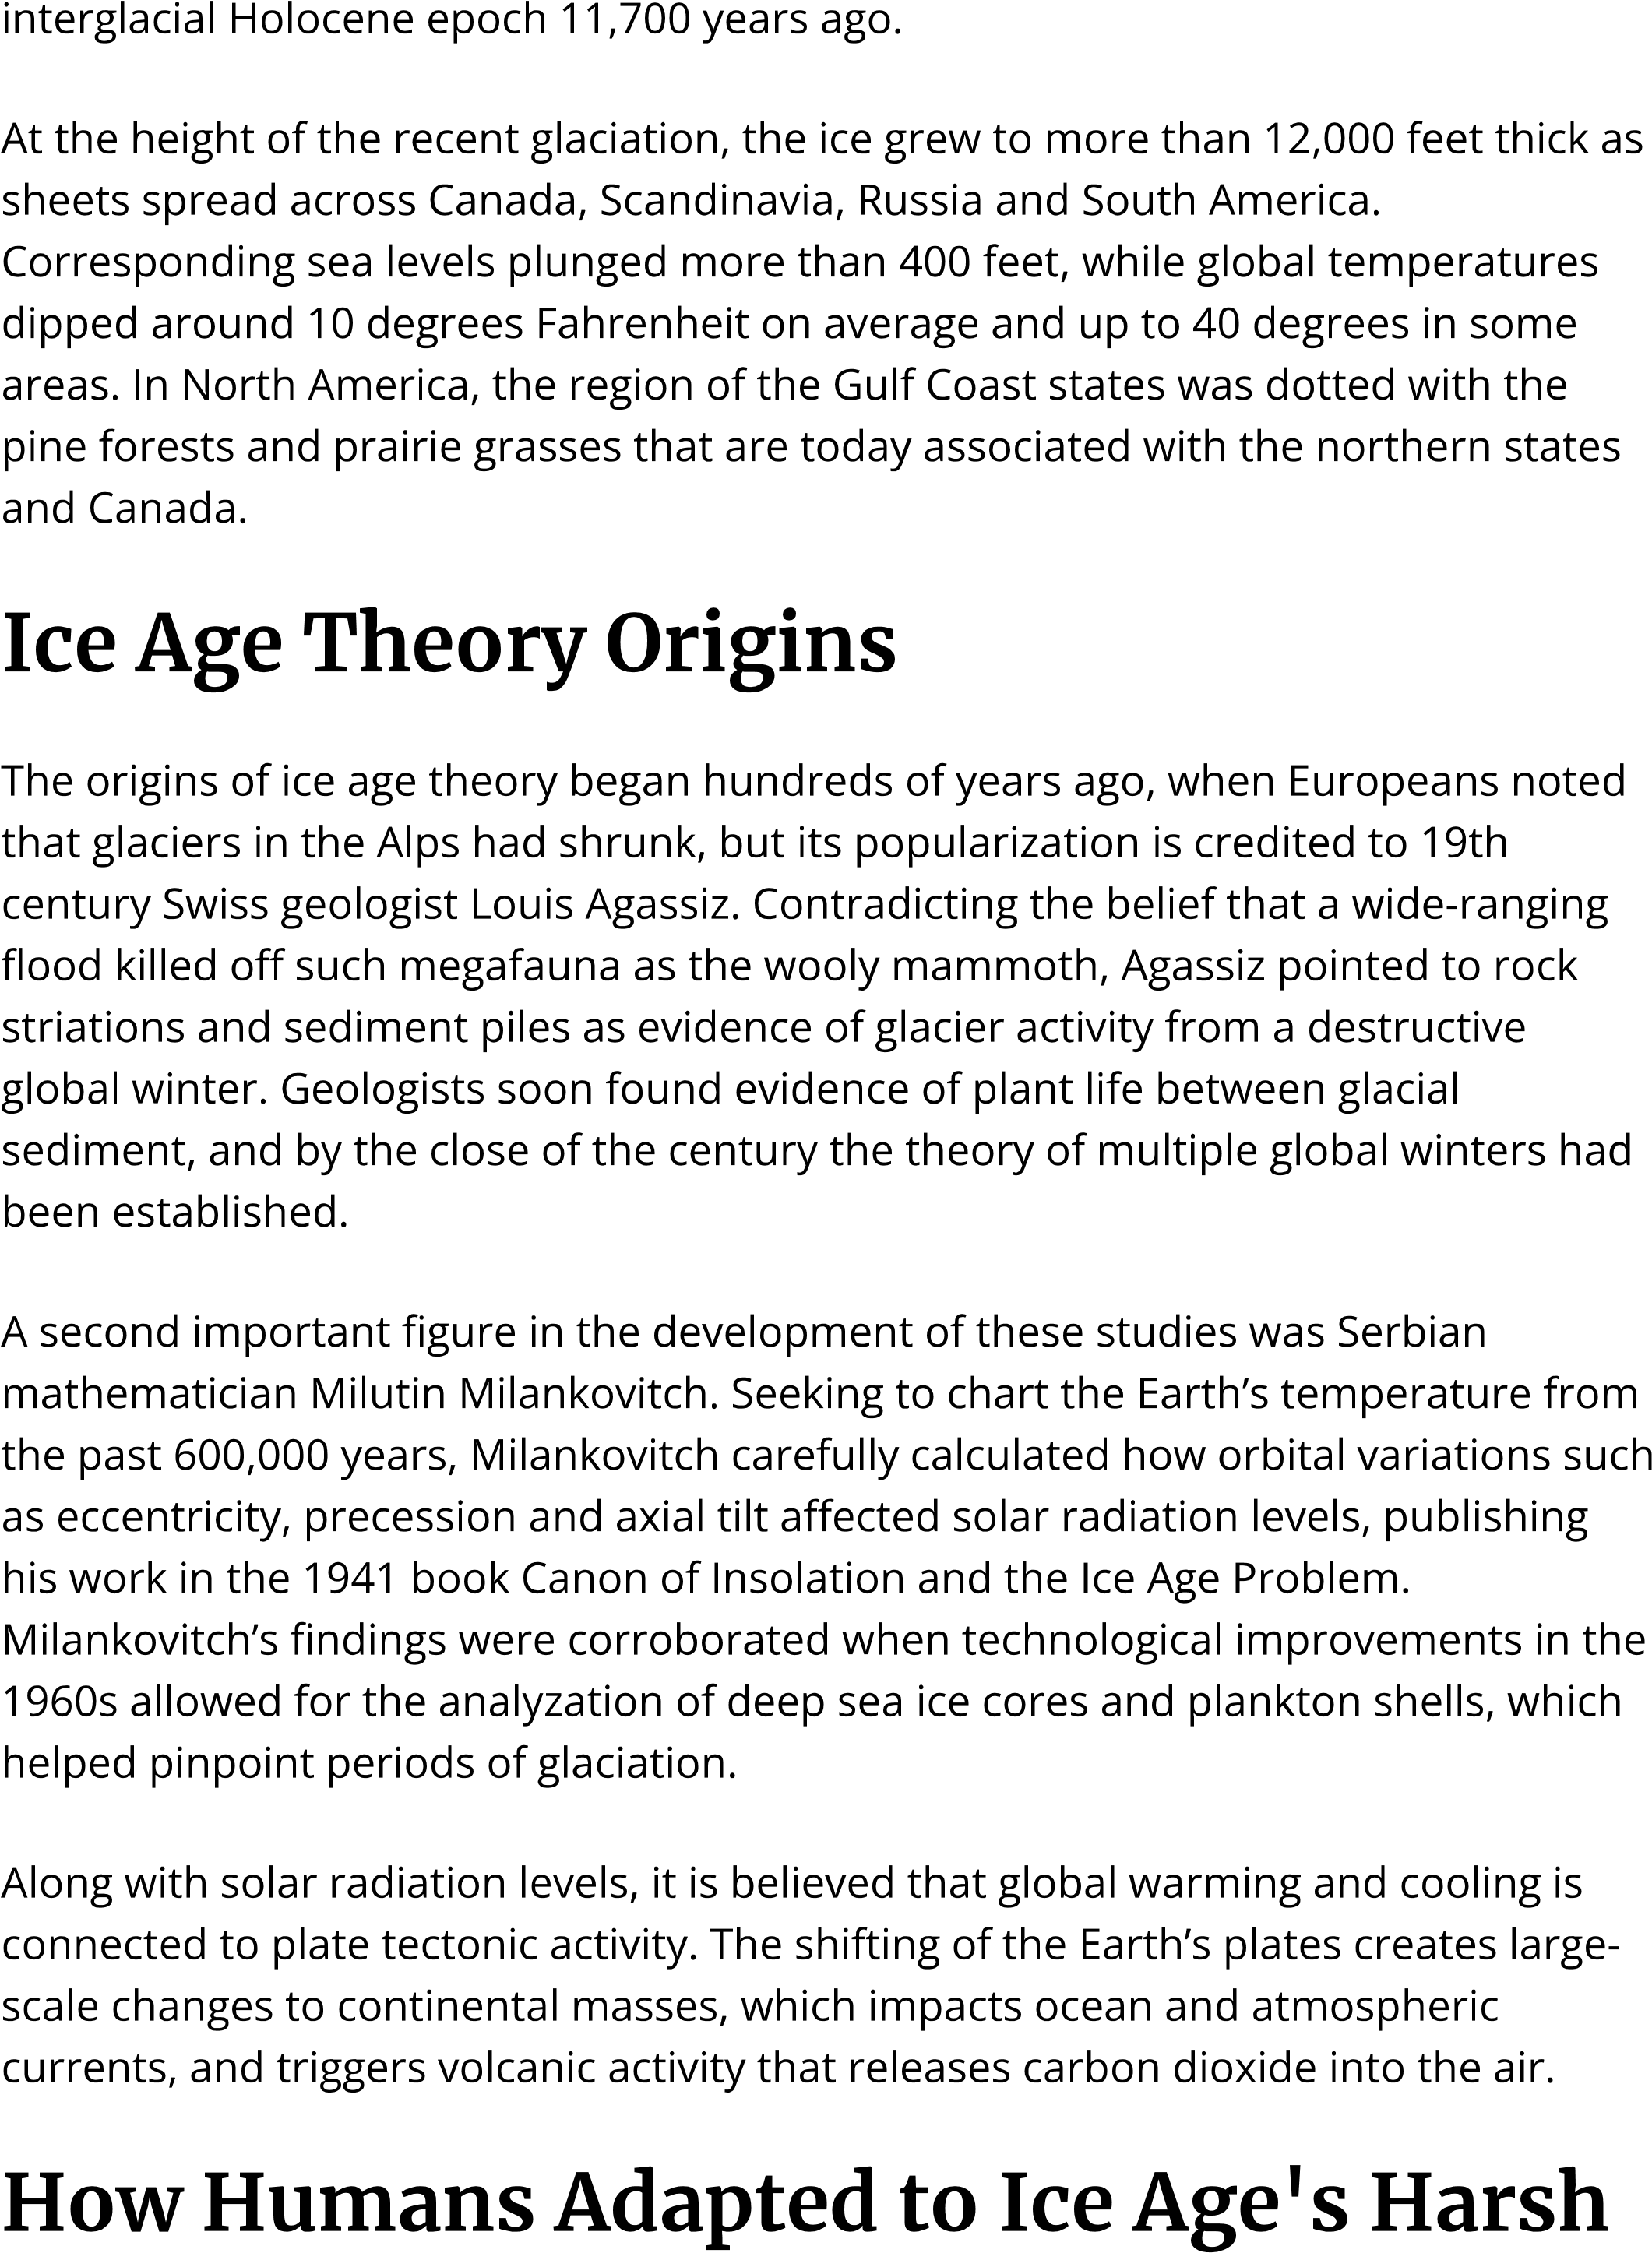 interglacial Holocene epoch 11,700 years ago.
At the height of the recent glaciation, the ice grew to more than 12,000 feet thick as
sheets spread across Canada, Scandinavia, Russia and South America.
Corresponding sea levels plunged more than 400 feet, while global temperatures
dipped around 10 degrees Fahrenheit on average and up to 40 degrees in some
areas. In North America, the region of the Gulf Coast states was dotted with the
pine forests and prairie grasses that are today associated with the northern states
and Canada.
Ice Age Theory Origins
The origins of ice age theory began hundreds of years ago, when Europeans noted
that glaciers in the Alps had shrunk, but its popularization is credited to 19th
century Swiss geologist Louis Agassiz. Contradicting the belief that a wide-ranging
flood killed off such megafauna as the wooly mammoth, Agassiz pointed to rock
striations and sediment piles as evidence of glacier activity from a destructive
global winter. Geologists soon found evidence of plant life between glacial
sediment, and by the close of the century the theory of multiple global winters had
been established.
A second important figure in the development of these studies was Serbian
mathematician Milutin Milankovitch. Seeking to chart the Earth’s temperature from
the past 600,000 years, Milankovitch carefully calculated how orbital variations such
as eccentricity, precession and axial tilt affected solar radiation levels, publishing
his work in the 1941 book Canon of Insolation and the Ice Age Problem.
Milankovitch’s findings were corroborated when technological improvements in the
1960s allowed for the analyzation of deep sea ice cores and plankton shells, which
helped pinpoint periods of glaciation.
Along with solar radiation levels, it is believed that global warming and cooling is
connected to plate tectonic activity. The shifting of the Earth’s plates creates large-
scale changes to continental masses, which impacts ocean and atmospheric
currents, and triggers volcanic activity that releases carbon dioxide into the air.
How Humans Adapted to Ice Age's Harsh